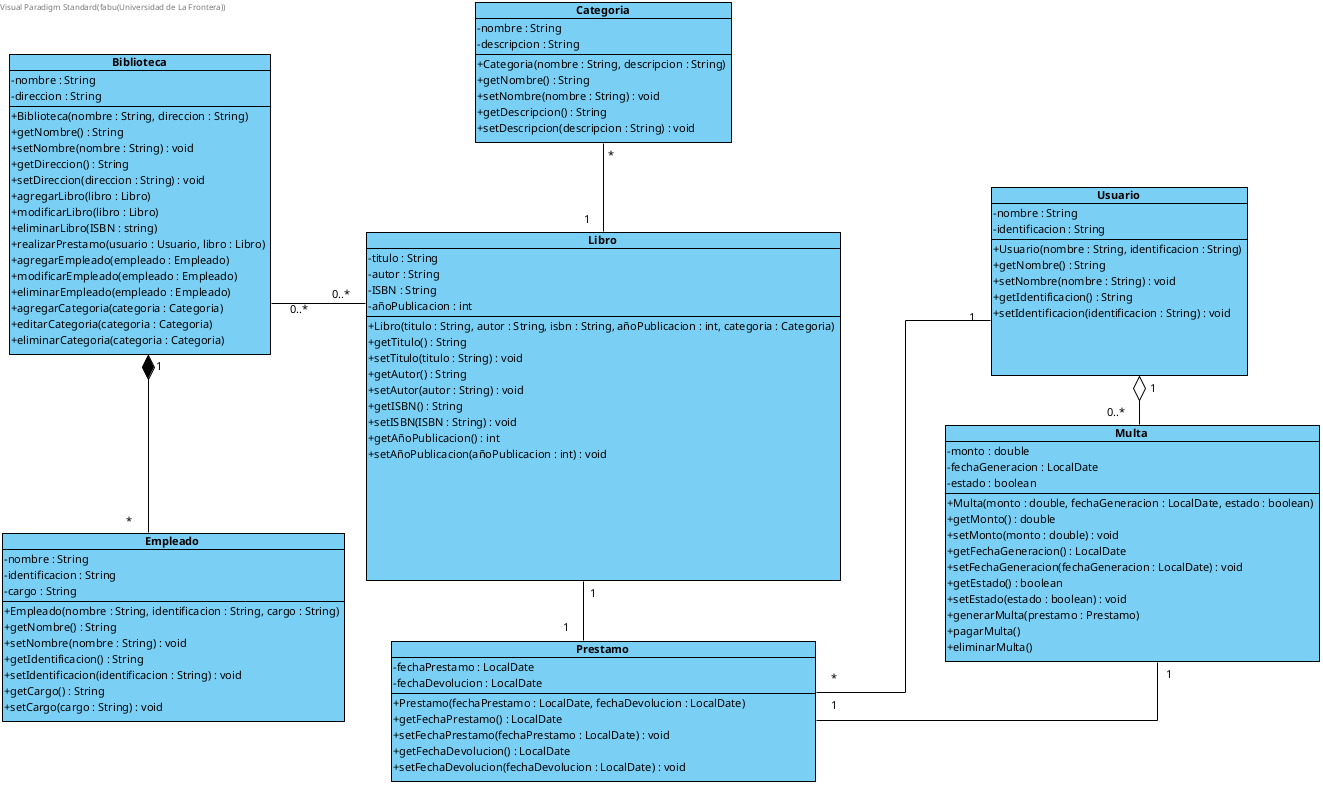 Visual Paradigm Standard(fabu(Universidad de La Frontera))
Categoria
-nombre : String
-descripcion : String
+Categoria(nombre : String, descripcion : String)
+getNombre() : String
+setNombre(nombre : String) : void
+getDescripcion() : String
+setDescripcion(descripcion : String) : void
*
1
Biblioteca
-nombre : String
-direccion : String
+Biblioteca(nombre : String, direccion : String)
+getNombre() : String
+setNombre(nombre : String) : void
+getDireccion() : String
+setDireccion(direccion : String) : void
+agregarLibro(libro : Libro)
+modificarLibro(libro : Libro)
+eliminarLibro(ISBN : string)
+realizarPrestamo(usuario : Usuario, libro : Libro)
+agregarEmpleado(empleado : Empleado)
+modificarEmpleado(empleado : Empleado)
+eliminarEmpleado(empleado : Empleado)
+agregarCategoria(categoria : Categoria)
+editarCategoria(categoria : Categoria)
+eliminarCategoria(categoria : Categoria)
0..*
0..*
1
*
Libro
-titulo : String
-autor : String
-ISBN : String
-añoPublicacion : int
+Libro(titulo : String, autor : String, isbn : String, añoPublicacion : int, categoria : Categoria)
+getTitulo() : String
+setTitulo(titulo : String) : void
+getAutor() : String
+setAutor(autor : String) : void
+getISBN() : String
+setISBN(ISBN : String) : void
+getAñoPublicacion() : int
+setAñoPublicacion(añoPublicacion : int) : void
1
1
Usuario
-nombre : String
-identificacion : String
+Usuario(nombre : String, identificacion : String)
+getNombre() : String
+setNombre(nombre : String) : void
+getIdentificacion() : String
+setIdentificacion(identificacion : String) : void
1
1
0..*
Multa
-monto : double
-fechaGeneracion : LocalDate
-estado : boolean
+Multa(monto : double, fechaGeneracion : LocalDate, estado : boolean)
+getMonto() : double
+setMonto(monto : double) : void
+getFechaGeneracion() : LocalDate
+setFechaGeneracion(fechaGeneracion : LocalDate) : void
+getEstado() : boolean
+setEstado(estado : boolean) : void
+generarMulta(prestamo : Prestamo)
+pagarMulta()
+eliminarMulta()
1
Empleado
-nombre : String
-identificacion : String
-cargo : String
+Empleado(nombre : String, identificacion : String, cargo : String)
+getNombre() : String
+setNombre(nombre : String) : void
+getIdentificacion() : String
+setIdentificacion(identificacion : String) : void
+getCargo() : String
+setCargo(cargo : String) : void
Prestamo
-fechaPrestamo : LocalDate
-fechaDevolucion : LocalDate
+Prestamo(fechaPrestamo : LocalDate, fechaDevolucion : LocalDate)
+getFechaPrestamo() : LocalDate
+setFechaPrestamo(fechaPrestamo : LocalDate) : void
+getFechaDevolucion() : LocalDate
+setFechaDevolucion(fechaDevolucion : LocalDate) : void
*
1